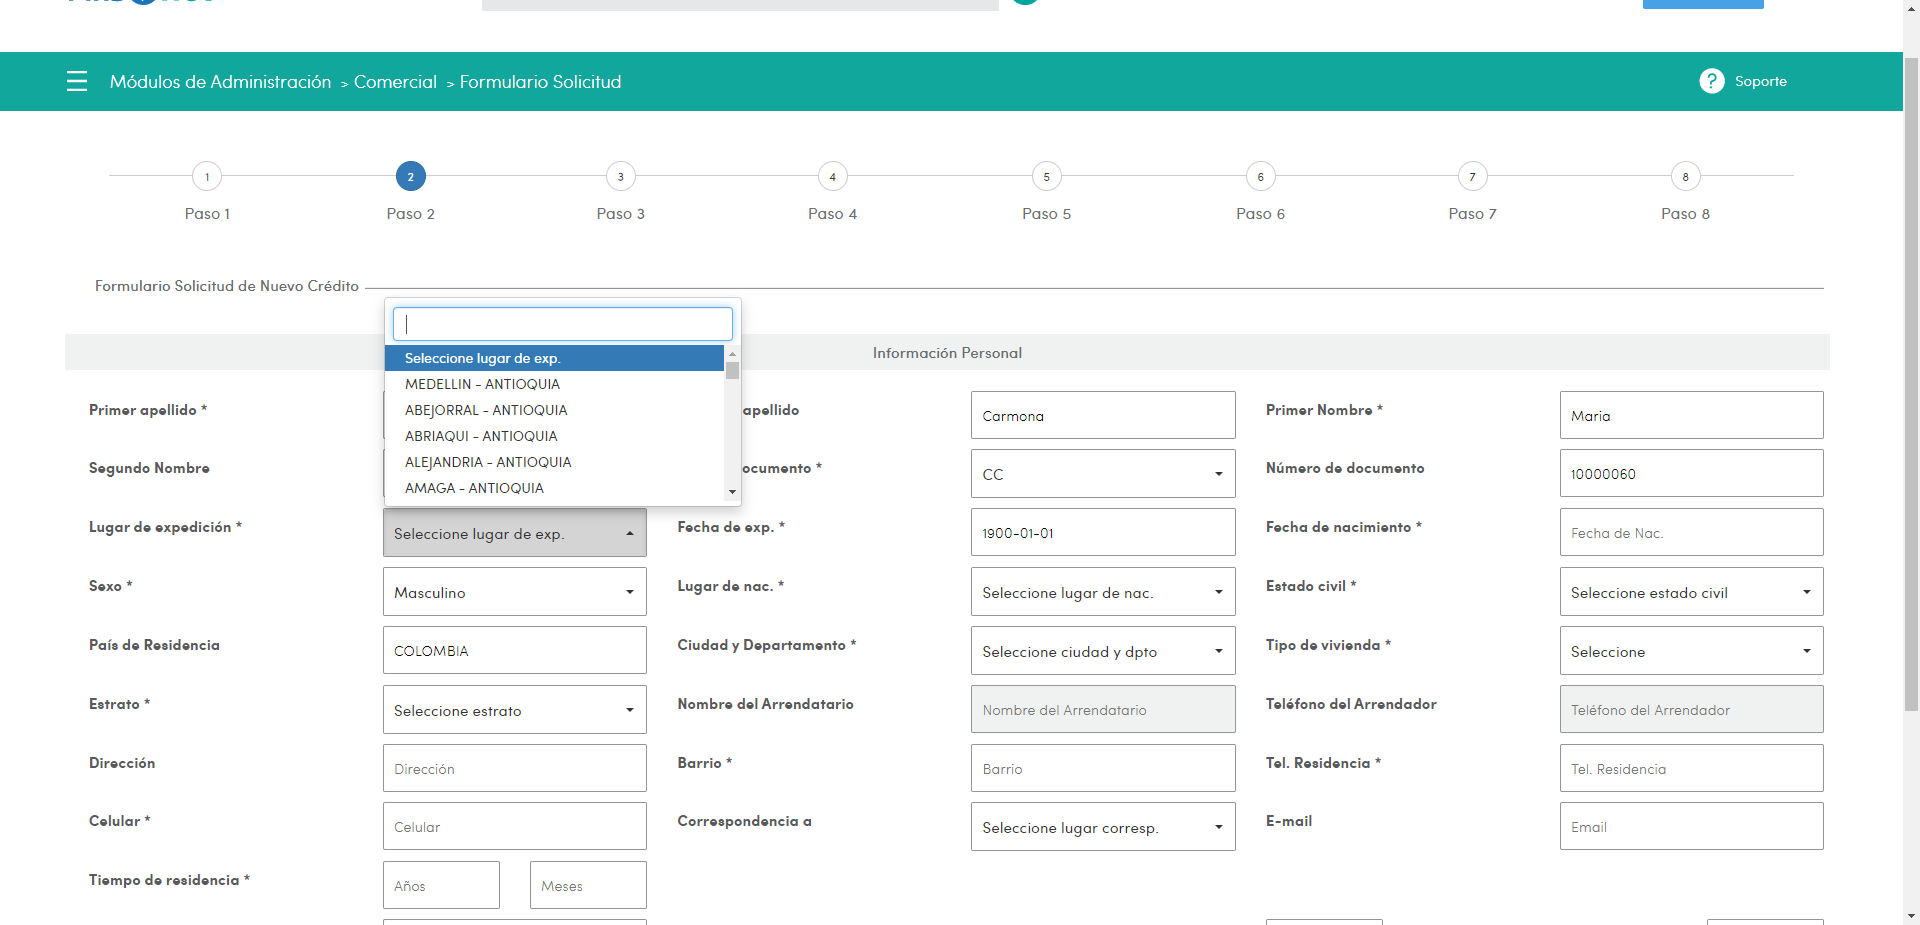 Módulos de Administración > Comercial > Formulario Solicitud
? Soporte
1 2 3 4 5 6 7 8
Paso 1 Paso 2 Paso 3 Paso 4 Paso 5 Paso 6 Paso 7 Paso 8
Formulario Solicitud de Nuevo Crédito
Información Personal
Seleccione lugar de exp.
MEDELLIN - ANTIOQUIA
ABEJORRAL - ANTIOQUIA
ABRIAQUI - ANTIOQUIA
ALEJANDRIA - ANTIOQUIA
AMAGA - ANTIOQUIA
Primer apellido * apellido Carmona Primer Nombre * Maria
Segundo Nombre ocumento * CC Número de documento 10000060
Lugar de expedición * Seleccione lugar de exp. Fecha de exp. * 1900-01-01 Fecha de nacimiento * Fecha de Nac.
Sexo * Masculino Lugar de nac. * Seleccione lugar de nac. Estado civil * Seleccione estado civil
País de Residencia COLOMBIA Ciudad y Departamento * Seleccione ciudad y dpto Tipo de vivienda * Seleccione
Estrato * Seleccione estrato Nombre del Arrendatario Nombre del Arrendatario Teléfono del Arrendador Teléfono del Arrendador
Dirección Dirección Barrio * Barrio Tel. Residencia * Tel. Residencia
Celular * Celular Correspondencia a Seleccione lugar corresp. E-mail Email
Tiempo de residencia * Años Meses